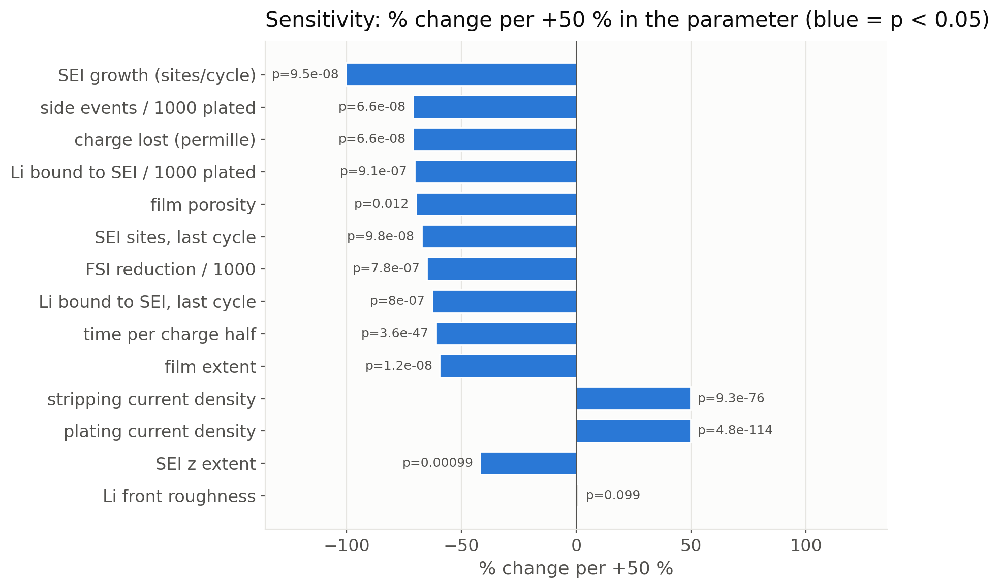 Sensitivity: % change per +50 % in the parameter (blue = p < 0.05)
SEI growth (sites/cycle)
p=9.5e-08
side events / 1000 plated
p=6.6e-08
charge lost (permille)
p=6.6e-08
Li bound to SEI / 1000 plated
p=9.1e-07
film porosity
p=0.012
SEI sites, last cycle
p=9.8e-08
FSI reduction / 1000
p=7.8e-07
Li bound to SEI, last cycle
p=8e-07
time per charge half
p=3.6e-47
film extent
p=1.2e-08
stripping current density
p=9.3e-76
plating current density
p=4.8e-114
SEI z extent
p=0.00099
Li front roughness
p=0.099
−100 −50 0 50 100
% change per +50 %